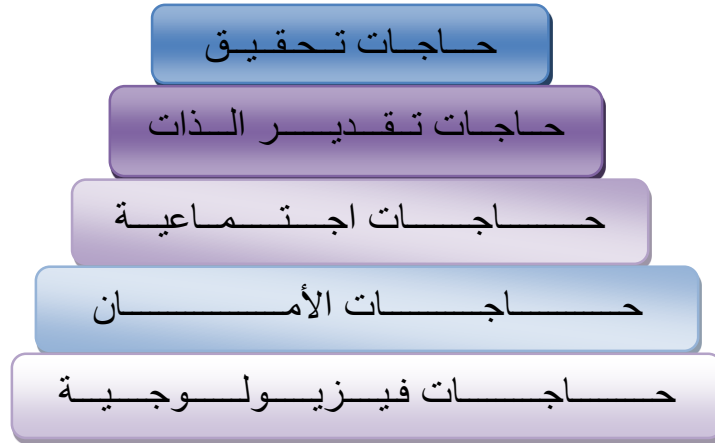 حاجات تحقيق
حاجات تقدير الذات
حاجات اجتماعية
حاجات الأمان
حاجات فيزيولوجية